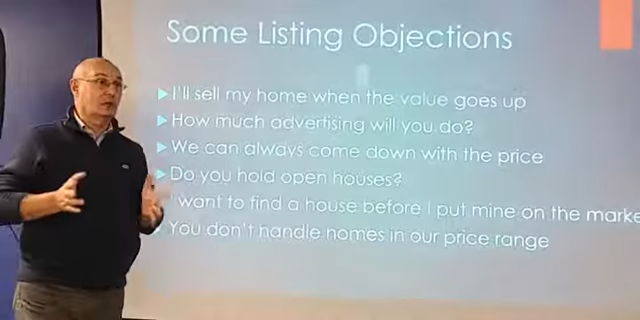 Some Listing Objections
I'll sell my home when the value goes up
How much advertising will you do?
We can always come down with the price
Do you hold open houses?
I want to find a house before I put mine on the marke
You don't handle homes in our price range